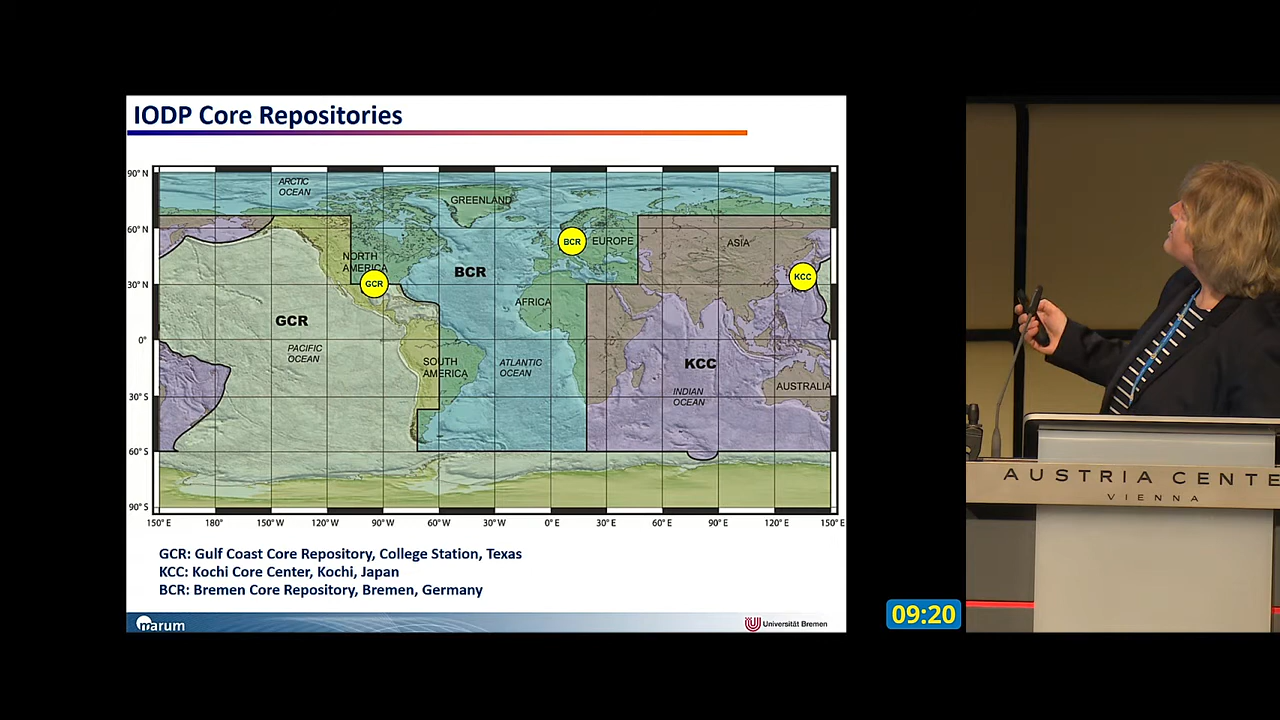 IODP Core Repositories
90° N
60° N
30° N
0°
30° S
60° S
90° S
ARCTIC
OCEAN
GREENLAND
NORTH
AMERICA
GCR
BCR
BCR
EUROPE
ASIA
KCC
AFRICA
GCR
PACIFIC
OCEAN
SOUTH
AMERICA
ATLANTIC
OCEAN
KCC
INDIAN
OCEAN
AUSTRALIA
150° E 180° 150° W 120° W 90° W 60° W 30° W 0° E 30° E 60° E 90° E 120° E 150° E
GCR: Gulf Coast Core Repository, College Station, Texas
KCC: Kochi Core Center, Kochi, Japan
BCR: Bremen Core Repository, Bremen, Germany
marum
Universität Bremen
09:20
AUSTRIA CENTE
VIENNA